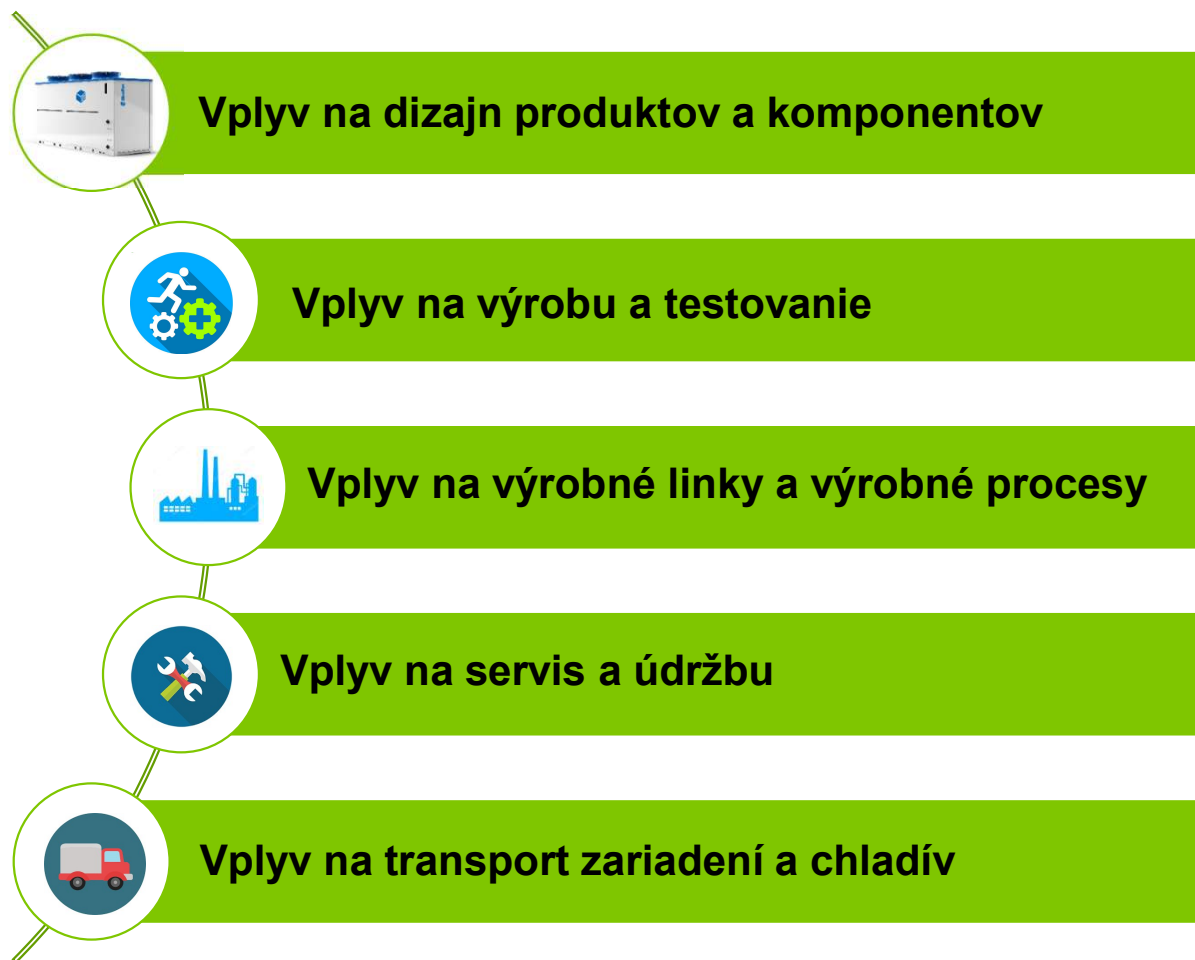 Vplyv na dizajn produktov a komponentov
Vplyv na výrobu a testovanie
Vplyv na výrobné linky a výrobné procesy
Vplyv na servis a údržbu
Vplyv na transport zariadení a chladív